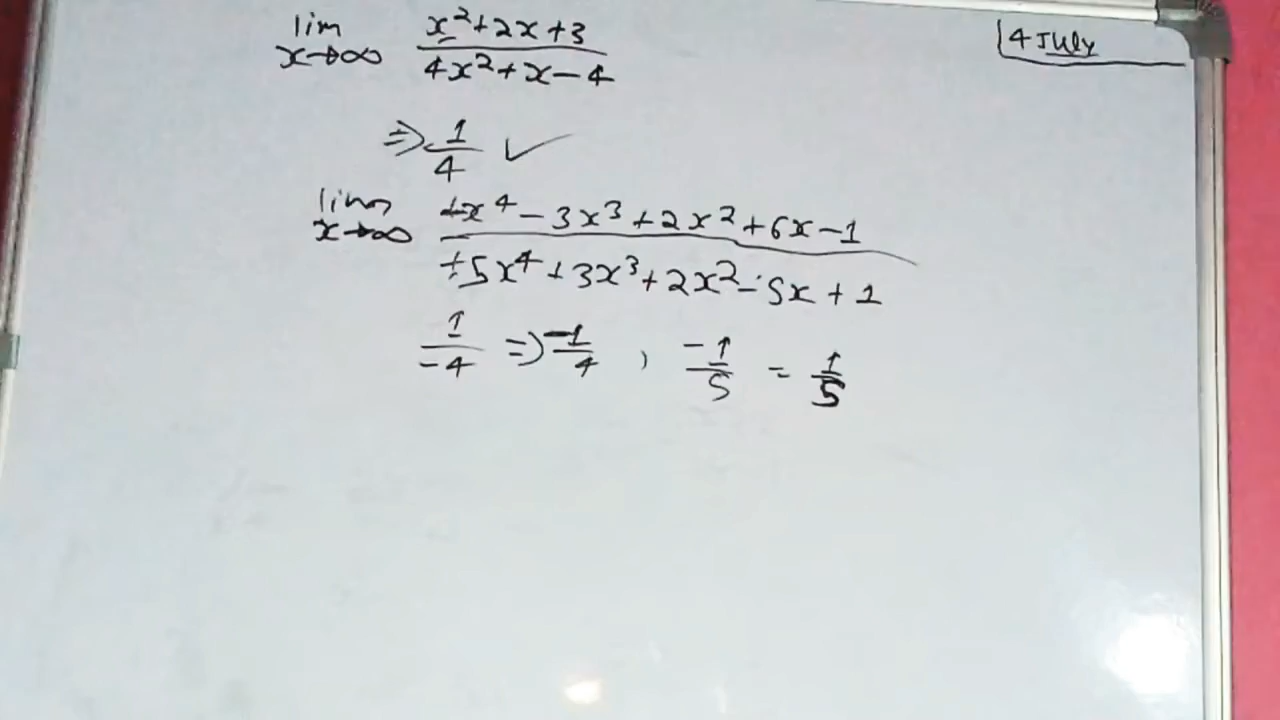 4 July
lim x→∞ x²+2x+3 / 4x²+x-4
⇒ 1/4 ✓
lim x→∞ x⁴-3x³+2x²+6x-1 / 5x⁴+3x³+2x²-5x+1
1/-4 ⇒ -1/4 , -1/5 = 1/5